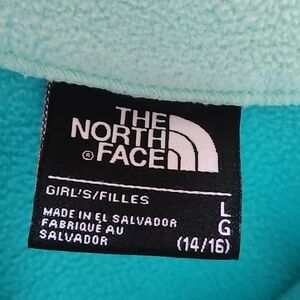 THE
NORTH
® FACE
GIRL'S/FILLES
L
MADE IN EL SALVADOR
G
FABRIQUÉ AU
SALVADOR
(14/16)